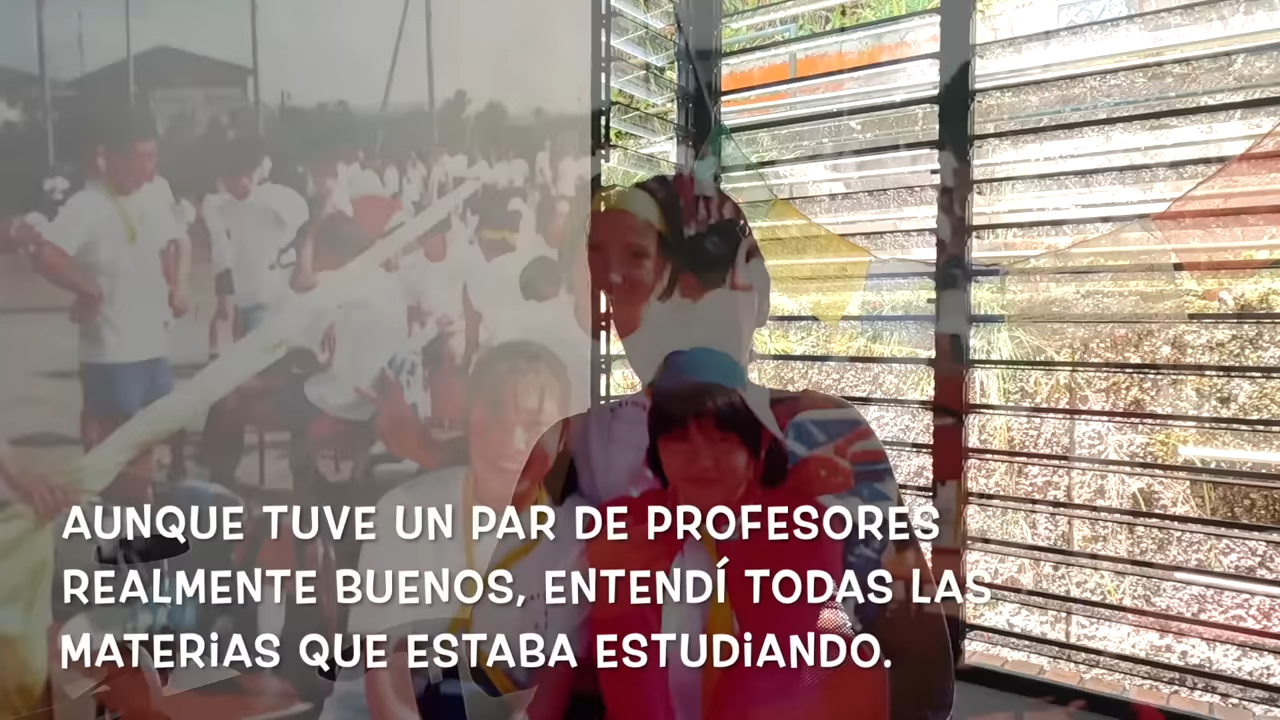 AUNQUE TUVE UN PAR DE PROFESORES
REALMENTE BUENOS, ENTENDÍ TODAS LAS
MATERiAS QUE ESTABA ESTUDiANDO.